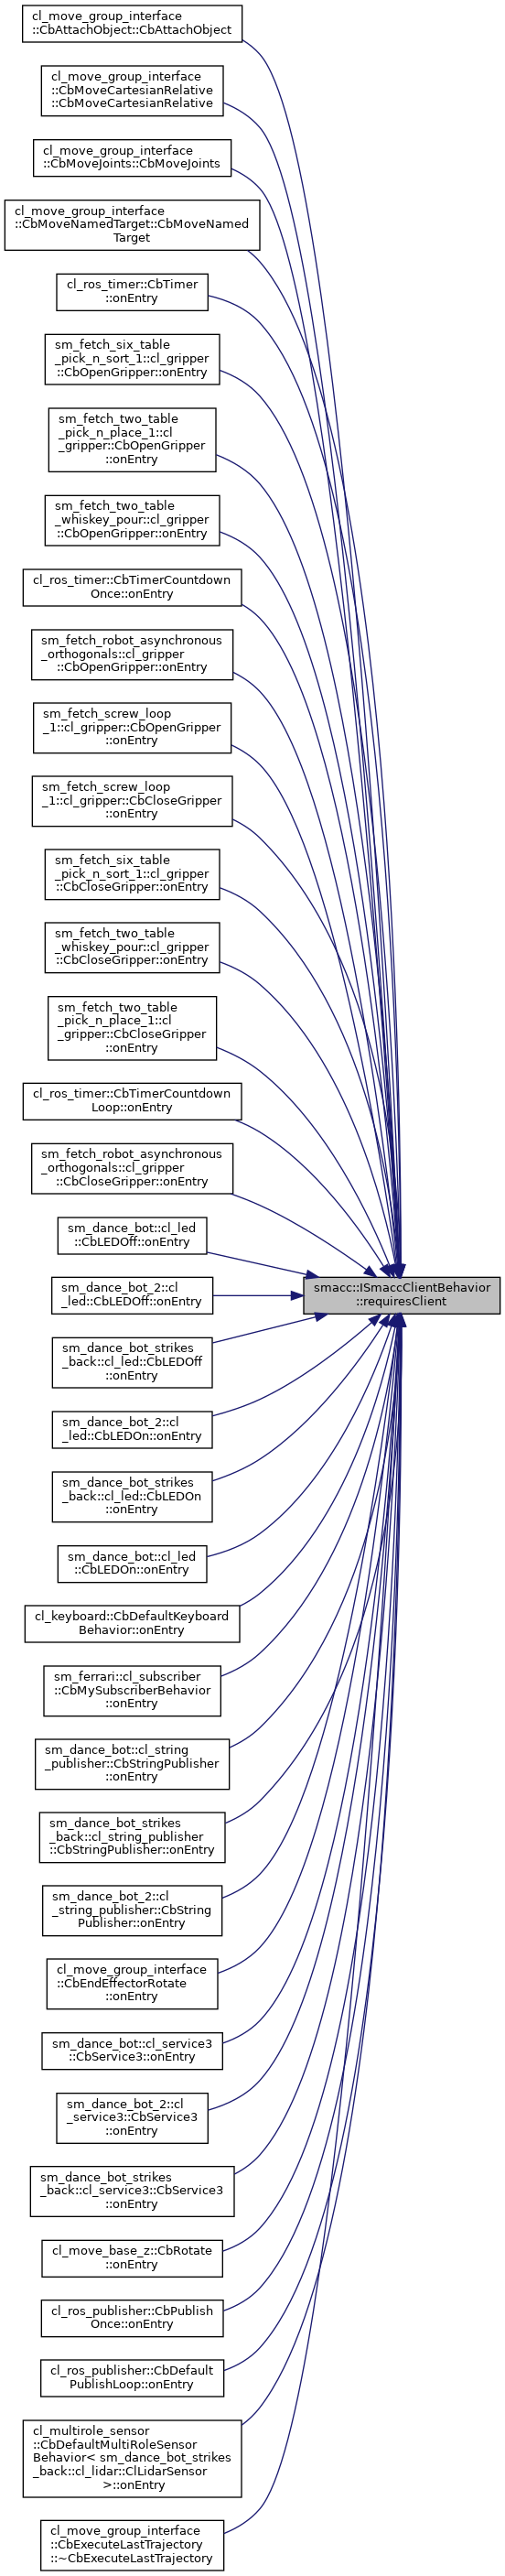 cl_move_group_interface
::CbAttachObject::CbAttachObject
cl_move_group_interface
::CbMoveCartesianRelative
::CbMoveCartesianRelative
cl_move_group_interface
::CbMoveJoints::CbMoveJoints
cl_move_group_interface
::CbMoveNamedTarget::CbMoveNamed
Target
cl_ros_timer::CbTimer
::onEntry
sm_fetch_six_table
_pick_n_sort_1::cl_gripper
::CbOpenGripper::onEntry
sm_fetch_two_table
_pick_n_place_1::cl
_gripper::CbOpenGripper
::onEntry
sm_fetch_two_table
_whiskey_pour::cl_gripper
::CbOpenGripper::onEntry
cl_ros_timer::CbTimerCountdown
Once::onEntry
sm_fetch_robot_asynchronous
_orthogonals::cl_gripper
::CbOpenGripper::onEntry
sm_fetch_screw_loop
_1::cl_gripper::CbOpenGripper
::onEntry
sm_fetch_screw_loop
_1::cl_gripper::CbCloseGripper
::onEntry
sm_fetch_six_table
_pick_n_sort_1::cl_gripper
::CbCloseGripper::onEntry
sm_fetch_two_table
_whiskey_pour::cl_gripper
::CbCloseGripper::onEntry
sm_fetch_two_table
_pick_n_place_1::cl
_gripper::CbCloseGripper
::onEntry
cl_ros_timer::CbTimerCountdown
Loop::onEntry
sm_fetch_robot_asynchronous
_orthogonals::cl_gripper
::CbCloseGripper::onEntry
sm_dance_bot::cl_led
::CbLEDOff::onEntry
sm_dance_bot_2::cl
_led::CbLEDOff::onEntry
smacc::ISmaccClientBehavior
::requiresClient
sm_dance_bot_strikes
_back::cl_led::CbLEDOff
::onEntry
sm_dance_bot_2::cl
_led::CbLEDOn::onEntry
sm_dance_bot_strikes
_back::cl_led::CbLEDOn
::onEntry
sm_dance_bot::cl_led
::CbLEDOn::onEntry
cl_keyboard::CbDefaultKeyboard
Behavior::onEntry
sm_ferrari::cl_subscriber
::CbMySubscriberBehavior
::onEntry
sm_dance_bot::cl_string
_publisher::CbStringPublisher
::onEntry
sm_dance_bot_strikes
_back::cl_string_publisher
::CbStringPublisher::onEntry
sm_dance_bot_2::cl
_string_publisher::CbString
Publisher::onEntry
cl_move_group_interface
::CbEndEffectorRotate
::onEntry
sm_dance_bot::cl_service3
::CbService3::onEntry
sm_dance_bot_2::cl
_service3::CbService3
::onEntry
sm_dance_bot_strikes
_back::cl_service3::CbService3
::onEntry
cl_move_base_z::CbRotate
::onEntry
cl_ros_publisher::CbPublish
Once::onEntry
cl_ros_publisher::CbDefault
PublishLoop::onEntry
cl_multirole_sensor
::CbDefaultMultiRoleSensor
Behavior< sm_dance_bot_strikes
_back::cl_lidar::ClLidarSensor
>::onEntry
cl_move_group_interface
::CbExecuteLastTrajectory
::~CbExecuteLastTrajectory